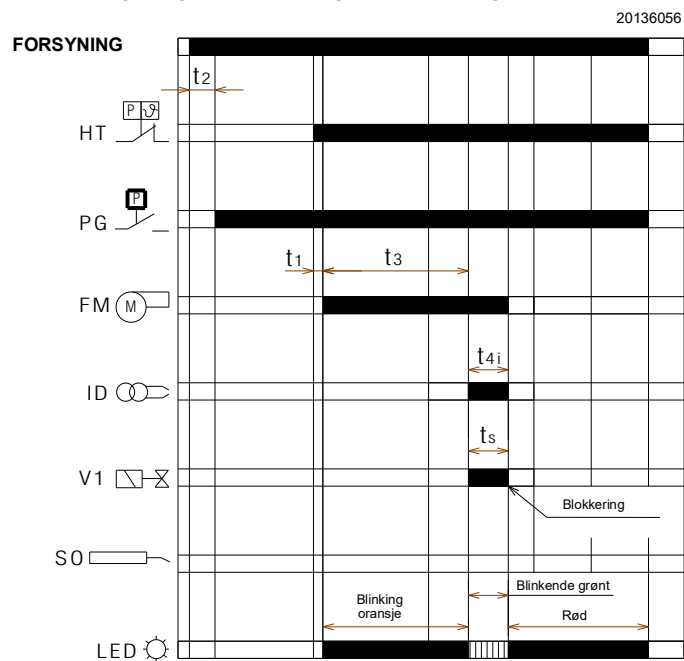 20136056
FORSYNING
t2
P ϑ
HT
P
PG
t1 t3
FM M
t4i
ID
ts
V1
Blokkering
SO
Blinking
oransje
Blinkende grønt
Rød
LED